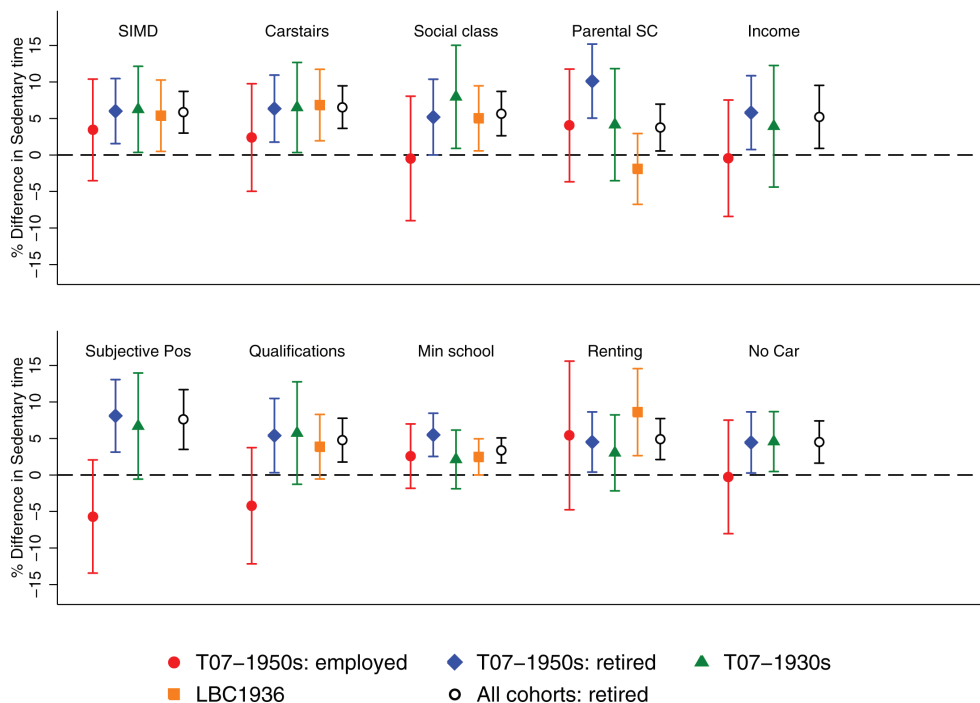 SIMD Carstairs Social class Parental SC Income
% Difference in Sedentary time
15
10
5
0
−5
−10
−15
Subjective Pos Qualifications Min school Renting No Car
% Difference in Sedentary time
15
10
5
0
−5
−10
−15
T07−1950s: employed T07−1950s: retired T07−1930s
LBC1936 All cohorts: retired